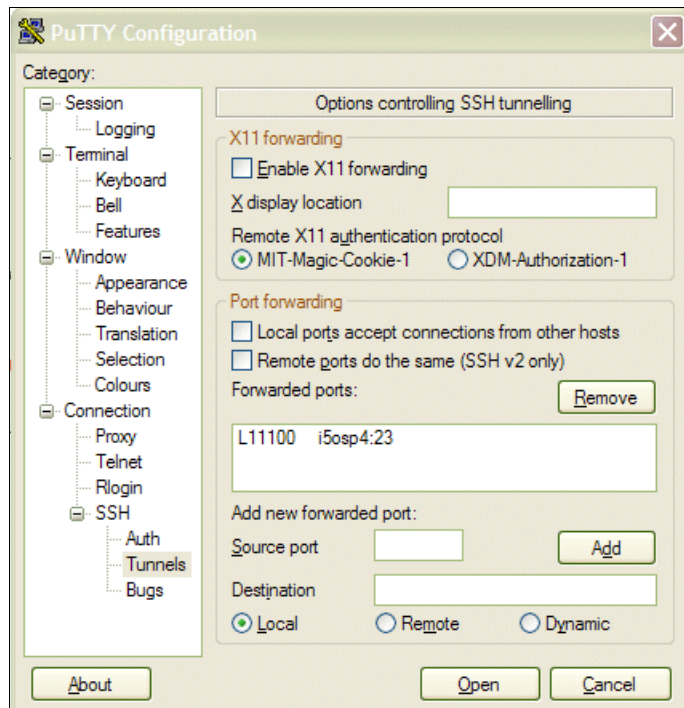 PuTTY Configuration
Category:
Session
Logging
Terminal
Keyboard
Bell
Features
Window
Appearance
Behaviour
Translation
Selection
Colours
Connection
Proxy
Telnet
Rlogin
SSH
Auth
Tunnels
Bugs
Options controlling SSH tunnelling
X11 forwarding
Enable X11 forwarding
X display location
Remote X11 authentication protocol
MIT-Magic-Cookie-1 XDM-Authorization-1
Port forwarding
Local ports accept connections from other hosts
Remote ports do the same (SSH v2 only)
Forwarded ports:
Remove
L11100 i5osp4:23
Add new forwarded port:
Source port
Add
Destination
Local Remote Dynamic
About Open Cancel